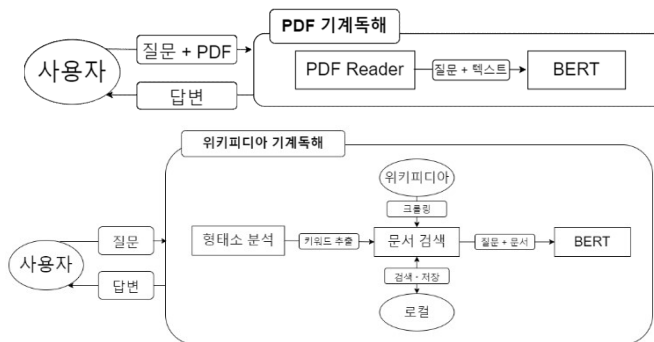 PDF 기계독해
사용자
질문 + PDF
답변
PDF Reader
질문 + 텍스트
BERT
위키피디아 기계독해
위키피디아
크롤링
사용자
질문
답변
형태소 분석
키워드 추출
문서 검색
질문 + 문서
BERT
검색 - 저장
로컬